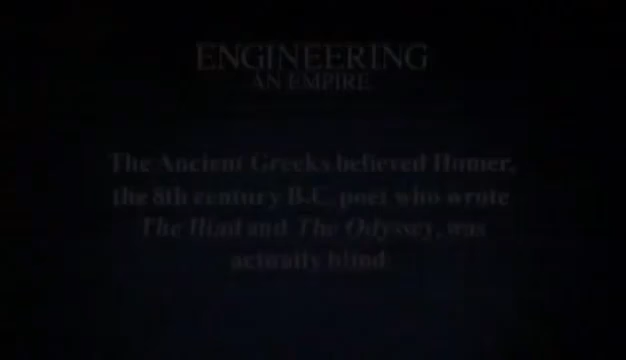 ENGINEERING
AN EMPIRE
The Ancient Greeks believed Homer,
the 8th century B.C. poet who wrote
The Iliad and The Odyssey, was
actually blind.